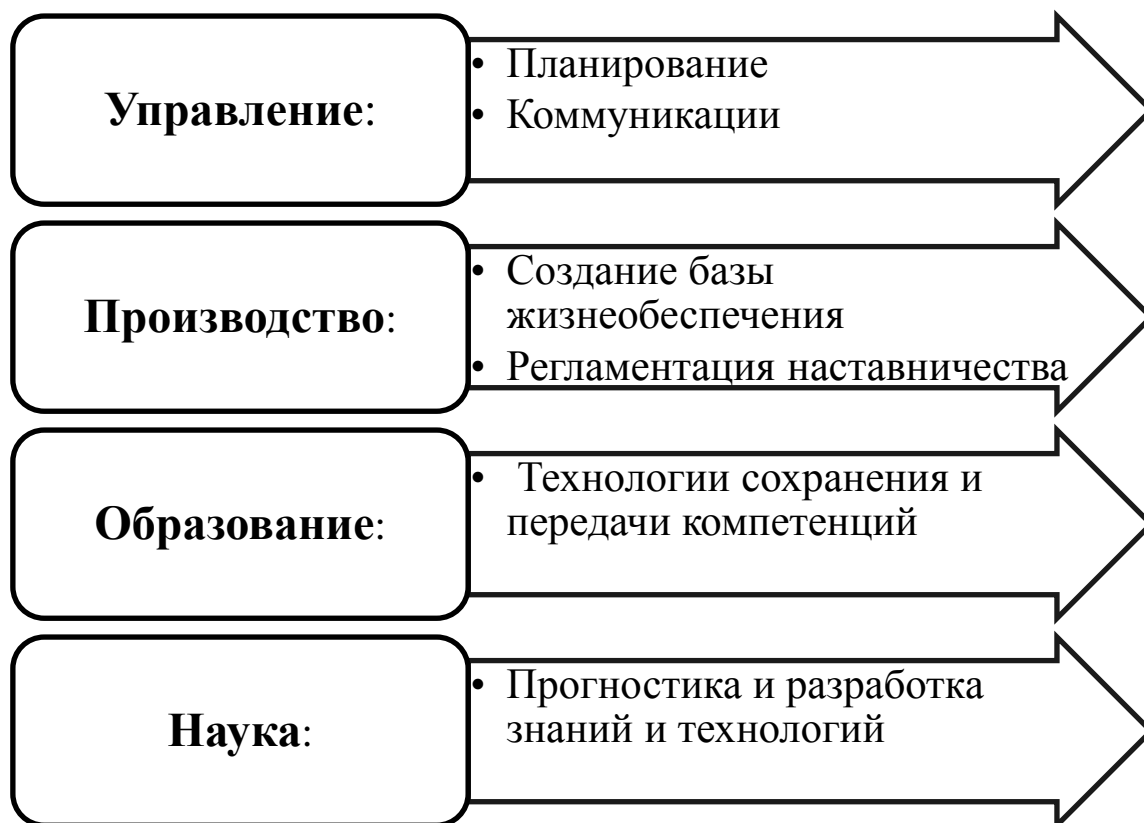 Управление:
• Планирование
• Коммуникации
Производство:
• Создание базы
жизнеобеспечения
• Регламентация наставничества
Образование:
• Технологии сохранения и
передачи компетенций
Наука:
• Прогностика и разработка
знаний и технологий